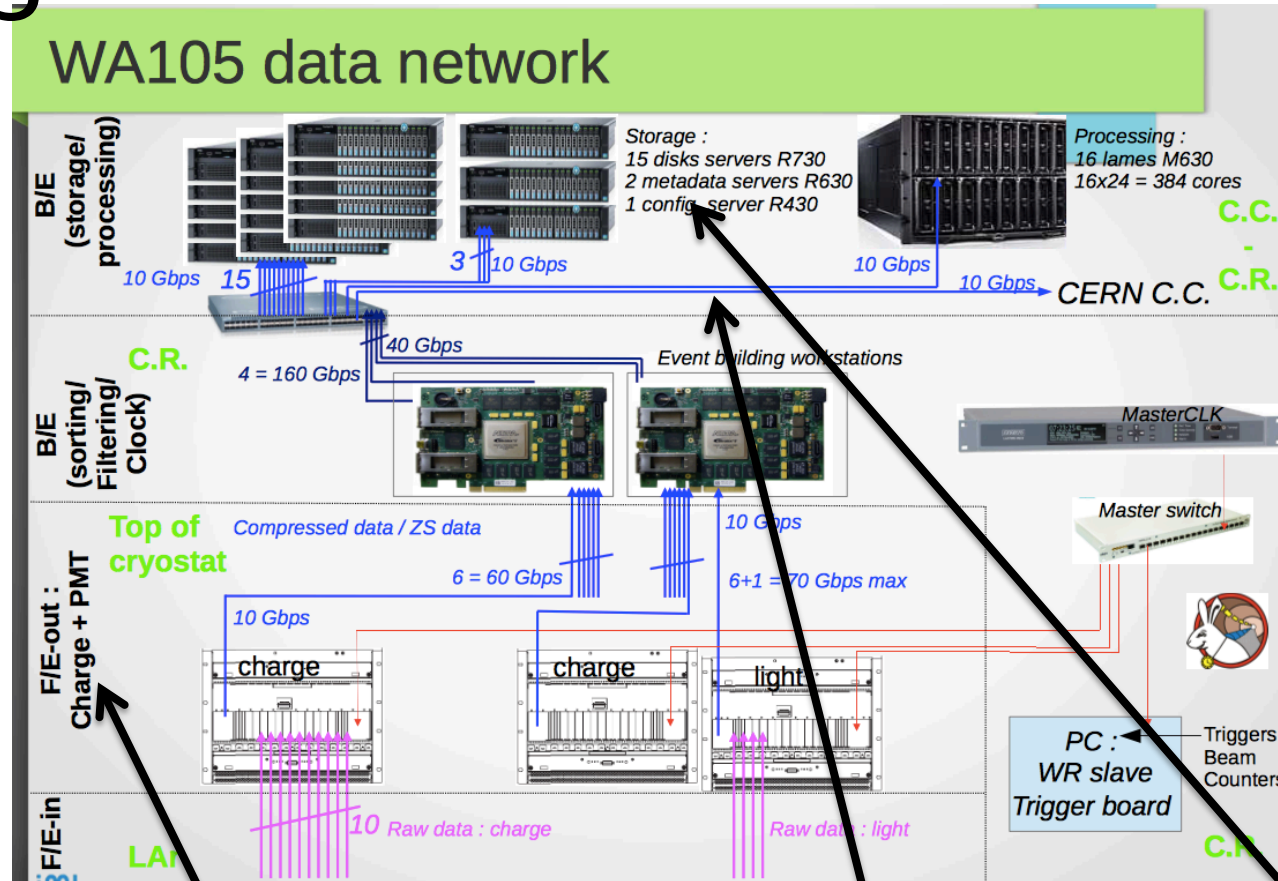 WA105 data network
B/E
(storage/
processing)
Storage :
15 disks servers R730
2 metadata servers R630
1 config. server R430
Processing :
16 lames M630
16x24 = 384 cores
C.C.
-
C.R.
10 Gbps
15
3
10 Gbps
10 Gbps
10 Gbps
CERN C.C.
B/E
(sorting/
Filtering/
Clock)
C.R.
40 Gbps
4 = 160 Gbps
Event building workstations
MasterCLK
Master switch
Top of
cryostat
Compressed data / ZS data
10 Gbps
6 = 60 Gbps
6+1 = 70 Gbps max
F/E-out :
Charge + PMT
10 Gbps
charge
charge
light
PC :
WR slave
Trigger board
Triggers
Beam
Counters
F/E-in
LAr
10 Raw data : charge
Raw data : light
C.R.